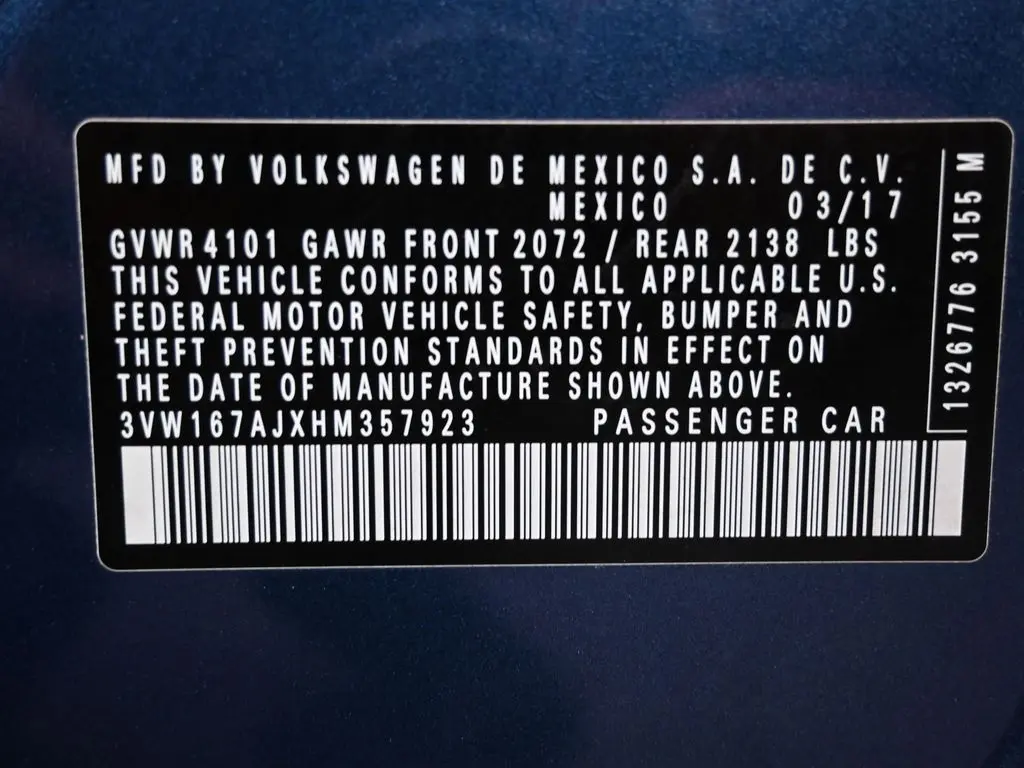 MFD BY VOLKSWAGEN DE MEXICO S.A. DE C.V.
MEXICO 03/17
GVWR 4101 GAWR FRONT 2072 / REAR 2138 LBS
THIS VEHICLE CONFORMS TO ALL APPLICABLE U.S.
FEDERAL MOTOR VEHICLE SAFETY, BUMPER AND
THEFT PREVENTION STANDARDS IN EFFECT ON
THE DATE OF MANUFACTURE SHOWN ABOVE.
3VW167AJXHM357923 PASSENGER CAR
1326776 3155 M